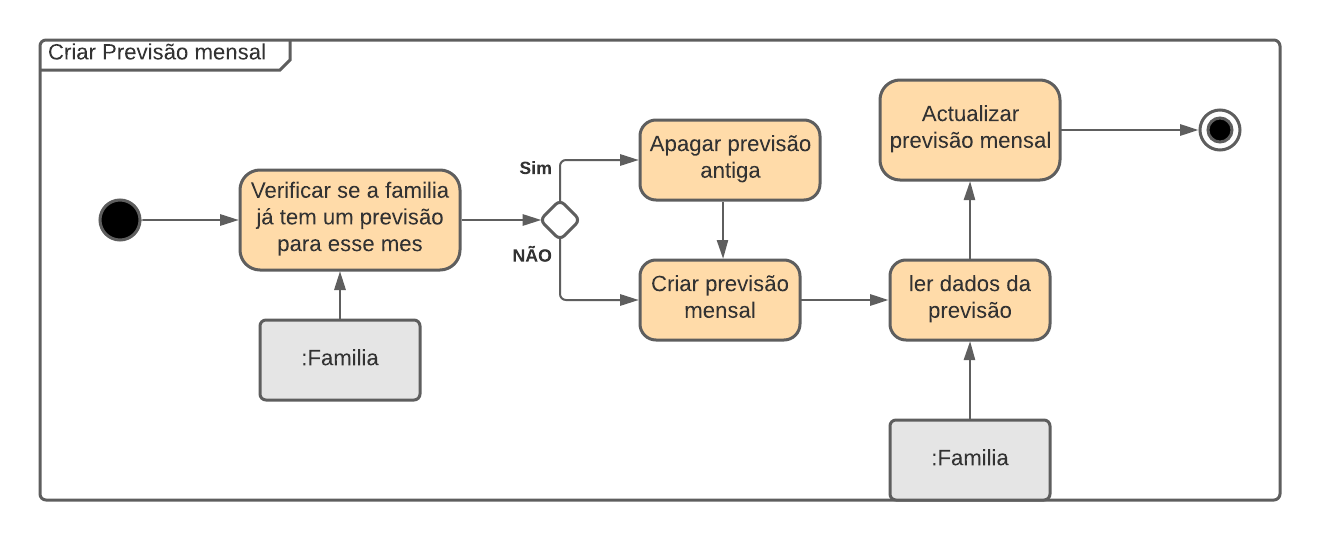 Criar Previsão mensal
Verificar se a familia
já tem um previsão
para esse mes
:Familia
Sim
NÃO
Apagar previsão
antiga
Criar previsão
mensal
Actualizar
previsão mensal
ler dados da
previsão
:Familia